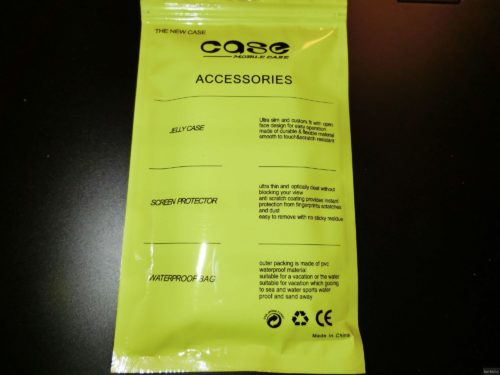 THE NEW CASE
case
MOBILE CASE
ACCESSORIES
JELLY CASE
Ultra slim and custom fit with open
face design for easy operation
made of durable & flexible material
smooth to touch&scratch resistant
SCREEN PROTECTOR
ultra thin and optically clear without
blocking your view
anti scratch coating provides instant
protection from fingerprints scratches
and dust
easy to remove with no sticky residue
WATERPROOF BAG
outer packing is made of pvc
waterproof material
suitable for a vacation or the water
suitable for vacation which going
to sea and water sports water
proof and sand away
CE
Made in China